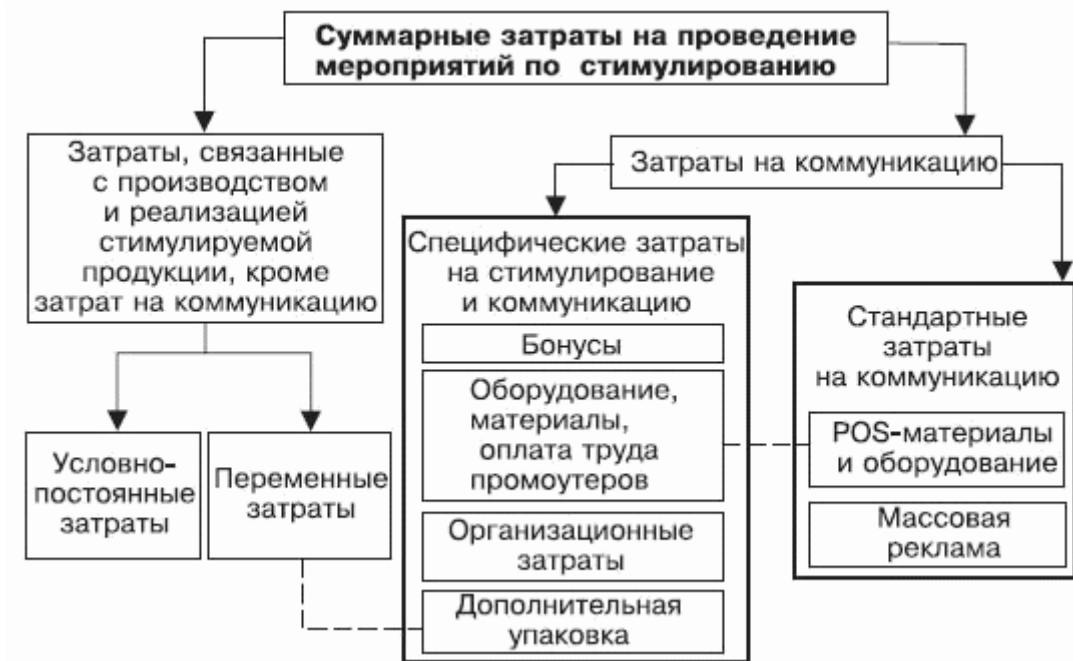 Суммарные затраты на проведение
мероприятий по стимулированию
Затраты, связанные
с производством
и реализацией
стимулируемой
продукции, кроме
затрат на коммуникацию
Затраты на коммуникацию
Специфические затраты
на стимулирование
и коммуникацию
Бонусы
Оборудование,
материалы,
оплата труда
промоутеров
Организационные
затраты
Дополнительная
упаковка
Стандартные
затраты
на коммуникацию
POS-материалы
и оборудование
Массовая
реклама
Условно-
постоянные
затраты
Переменные
затраты